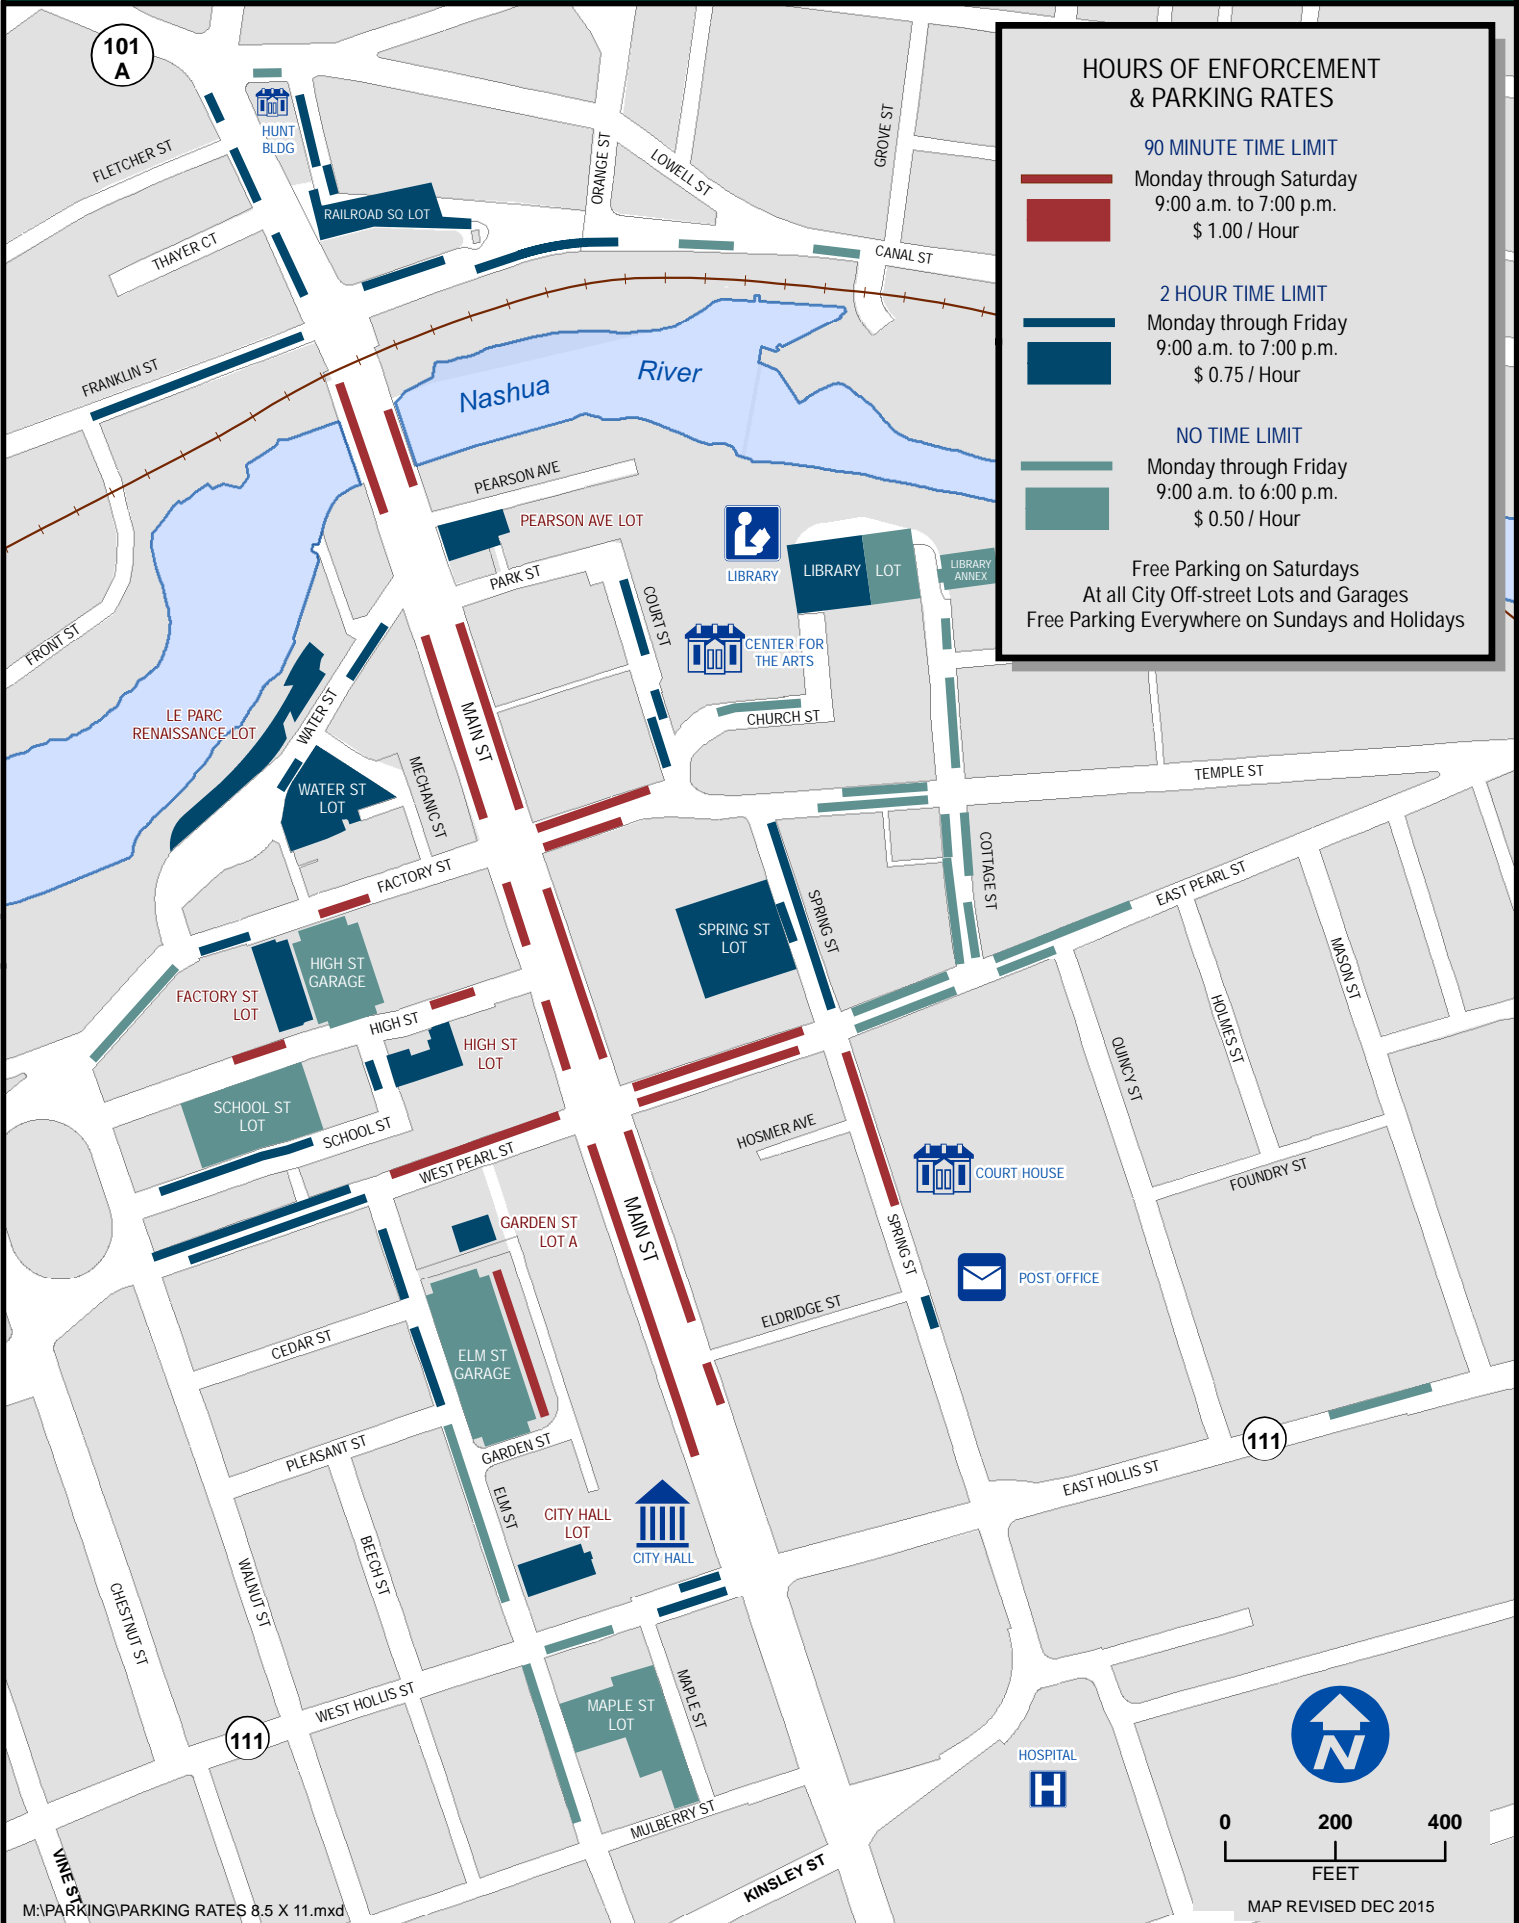 101
A
HUNT
BLDG
FLETCHER ST
THAYER CT
RAILROAD SQ LOT
ORANGE ST
LOWELL ST
GROVE ST
CANAL ST
FRANKLIN ST
Nashua
River
HOURS OF ENFORCEMENT
& PARKING RATES
90 MINUTE TIME LIMIT
Monday through Saturday
9:00 a.m. to 7:00 p.m.
$ 1.00 / Hour
2 HOUR TIME LIMIT
Monday through Friday
9:00 a.m. to 7:00 p.m.
$ 0.75 / Hour
NO TIME LIMIT
Monday through Friday
9:00 a.m. to 6:00 p.m.
$ 0.50 / Hour
Free Parking on Saturdays
At all City Off-street Lots and Garages
Free Parking Everywhere on Sundays and Holidays
PEARSON AVE
PEARSON AVE LOT
PARK ST
COURT ST
LIBRARY
LIBRARY LOT
LIBRARY
ANNEX
CENTER FOR
THE ARTS
CHURCH ST
FRONT ST
LE PARC
RENAISSANCE LOT
WATER ST
MAIN ST
WATER ST
LOT
MECHANIC ST
TEMPLE ST
FACTORY ST
COTTAGE ST
EAST PEARL ST
SPRING ST
SPRING ST
LOT
HIGH ST
GARAGE
FACTORY ST
LOT
HIGH ST
HIGH ST
LOT
MASON ST
HOLMES ST
QUINCY ST
SCHOOL ST
LOT
SCHOOL ST
WEST PEARL ST
HOSMER AVE
COURT HOUSE
FOUNDRY ST
GARDEN ST
LOT A
MAIN ST
SPRING ST
POST OFFICE
ELDRIDGE ST
CEDAR ST
ELM ST
GARAGE
PLEASANT ST
GARDEN ST
111
EAST HOLLIS ST
ELM ST
CITY HALL
LOT
CITY HALL
BEECH ST
WALNUT ST
CHESTNUT ST
WEST HOLLIS ST
111
MAPLE ST
MAPLE ST
LOT
MULBERRY ST
HOSPITAL
H
N
0 200 400
FEET
KINSLEY ST
VINE ST
M:\PARKING\PARKING RATES 8.5 X 11.mxd
MAP REVISED DEC 2015